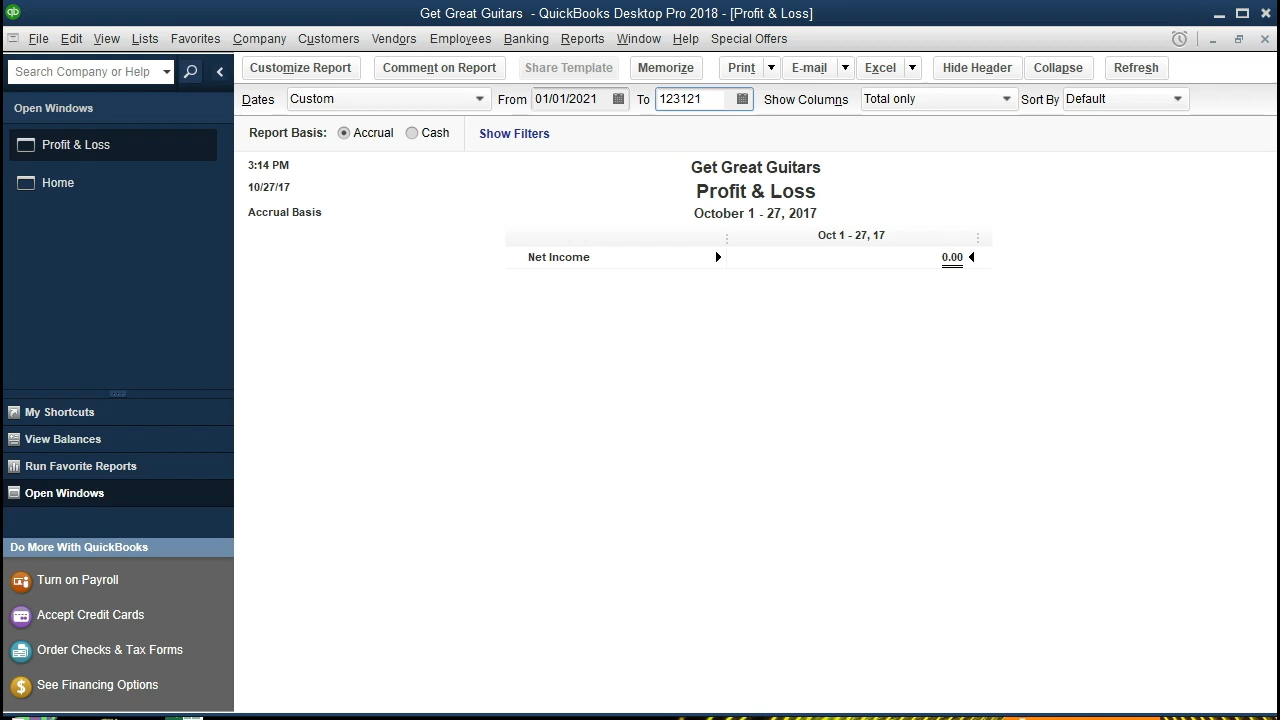 Get Great Guitars - QuickBooks Desktop Pro 2018 - [Profit & Loss]
File Edit View Lists Favorites Company Customers Vendors Employees Banking Reports Window Help Special Offers
Search Company or Help
Customize Report Comment on Report Share Template Memorize Print E-mail Excel Hide Header Collapse Refresh
Open Windows
Dates Custom From 01/01/2021 To 123121 Show Columns Total only Sort By Default
Report Basis: Accrual Cash Show Filters
Profit & Loss
Home
3:14 PM
10/27/17
Accrual Basis
Get Great Guitars
Profit & Loss
October 1 - 27, 2017
Oct 1 - 27, 17
Net Income 0.00
My Shortcuts
View Balances
Run Favorite Reports
Open Windows
Do More With QuickBooks
Turn on Payroll
Accept Credit Cards
Order Checks & Tax Forms
See Financing Options